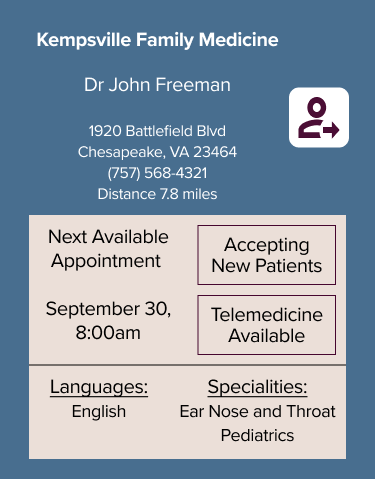 Kempsville Family Medicine
Dr John Freeman
1920 Battlefield Blvd
Chesapeake, VA 23464
(757) 568-4321
Distance 7.8 miles
Next Available
Appointment
Accepting
New Patients
September 30,
8:00am
Telemedicine
Available
Languages:
English
Specialities:
Ear Nose and Throat
Pediatrics